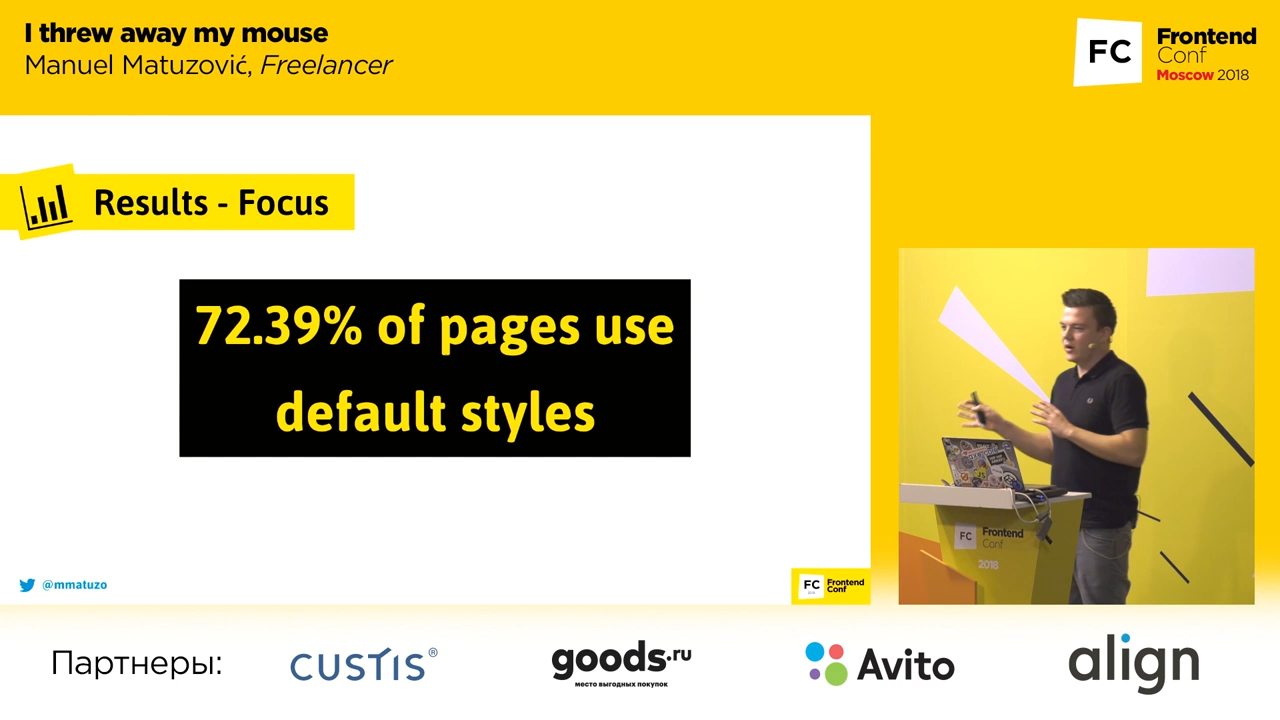 I threw away my mouse
Manuel Matuzović, Freelancer
FC
Frontend
Conf
Moscow 2018
Results - Focus
72.39% of pages use
default styles
@mmatuzo
FC
Frontend
Conf
FC
Frontend
Conf
2018
Партнеры:
CUSTIS®
goods.ru
место выгодных покупок
Avito
align